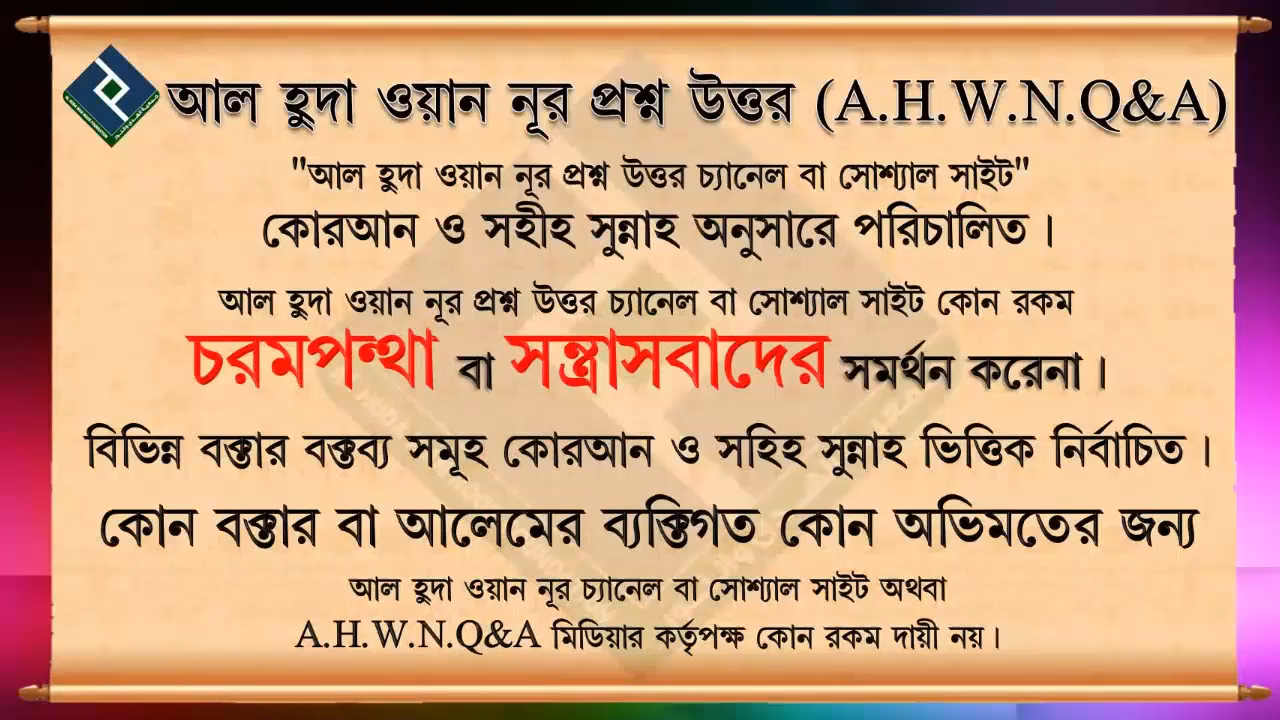 আল হুদা ওয়ান নূর প্রশ্ন উত্তর (A.H.W.N.Q&A)
"আল হুদা ওয়ান নূর প্রশ্ন উত্তর চ্যানেল বা সোশ্যাল সাইট"
কোরআন ও সহীহ সুন্নাহ অনুসারে পরিচালিত।
আল হুদা ওয়ান নূর প্রশ্ন উত্তর চ্যানেল বা সোশ্যাল সাইট কোন রকম
চরমপন্থা বা সন্ত্রাসবাদের সমর্থন করেনা।
বিভিন্ন বক্তার বক্তব্য সমূহ কোরআন ও সহিহ সুন্নাহ ভিত্তিক নির্বাচিত।
কোন বক্তার বা আলেমের ব্যক্তিগত কোন অভিমতের জন্য
আল হুদা ওয়ান নূর চ্যানেল বা সোশ্যাল সাইট অথবা
A.H.W.N.Q&A মিডিয়ার কর্তৃপক্ষ কোন রকম দায়ী নয়।